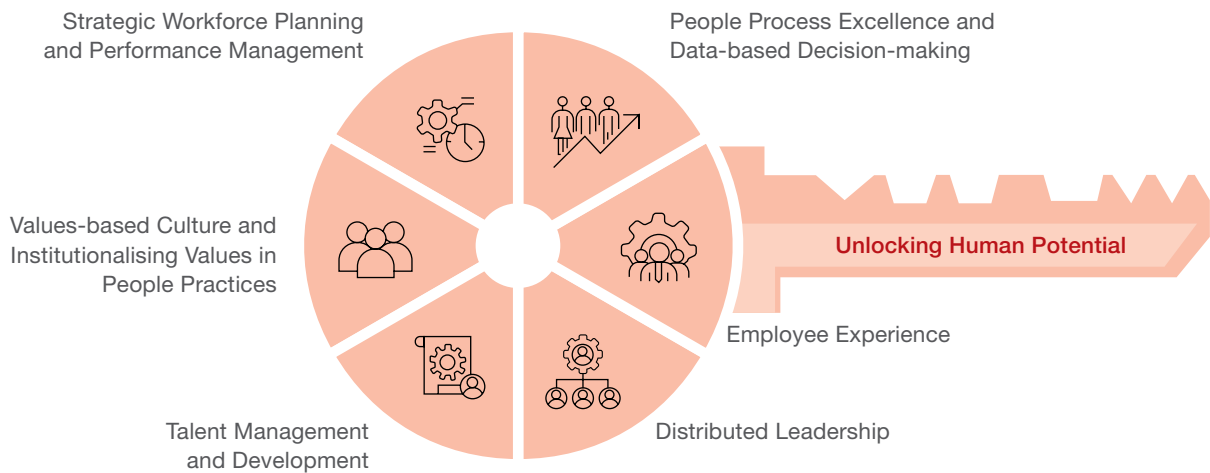 Strategic Workforce Planning
and Performance Management
People Process Excellence and
Data-based Decision-making
Values-based Culture and
Institutionalising Values in
People Practices
Unlocking Human Potential
Employee Experience
Talent Management
and Development
Distributed Leadership